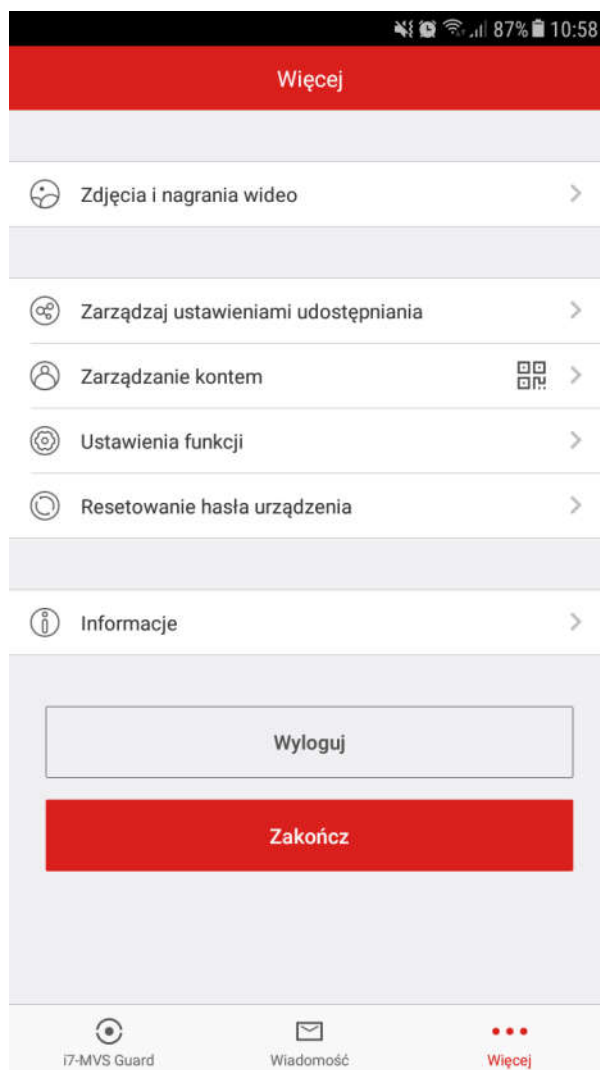 87% 10:58
Więcej
Zdjęcia i nagrania wideo
Zarządzaj ustawieniami udostępniania
Zarządzanie kontem
Ustawienia funkcji
Resetowanie hasła urządzenia
Informacje
Wyloguj
Zakończ
i7-MVS Guard
Wiadomość
Więcej